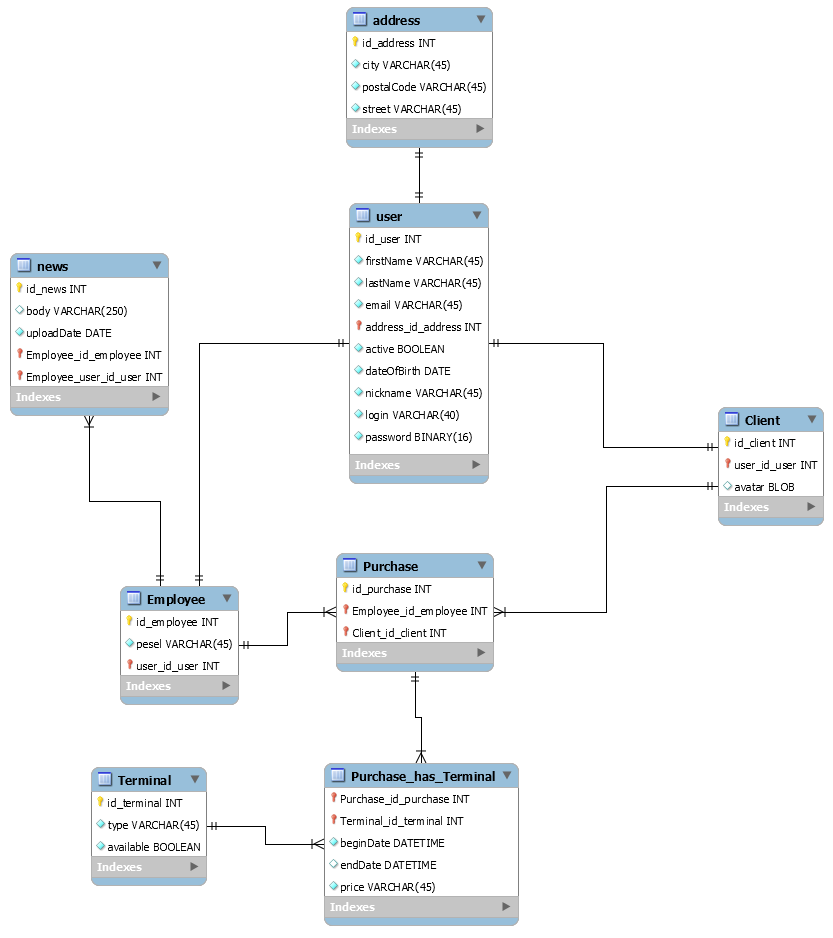 address
id_address INT
city VARCHAR(45)
postalCode VARCHAR(45)
street VARCHAR(45)
Indexes
user
id_user INT
firstName VARCHAR(45)
lastName VARCHAR(45)
email VARCHAR(45)
address_id_address INT
active BOOLEAN
dateOfBirth DATE
nickname VARCHAR(45)
login VARCHAR(40)
password BINARY(16)
Indexes
news
id_news INT
body VARCHAR(250)
uploadDate DATE
Employee_id_employee INT
Employee_user_id_user INT
Indexes
Client
id_client INT
user_id_user INT
avatar BLOB
Indexes
Purchase
id_purchase INT
Employee_id_employee INT
Client_id_client INT
Indexes
Employee
id_employee INT
pesel VARCHAR(45)
user_id_user INT
Indexes
Terminal
id_terminal INT
type VARCHAR(45)
available BOOLEAN
Indexes
Purchase_has_Terminal
Purchase_id_purchase INT
Terminal_id_terminal INT
beginDate DATETIME
endDate DATETIME
price VARCHAR(45)
Indexes